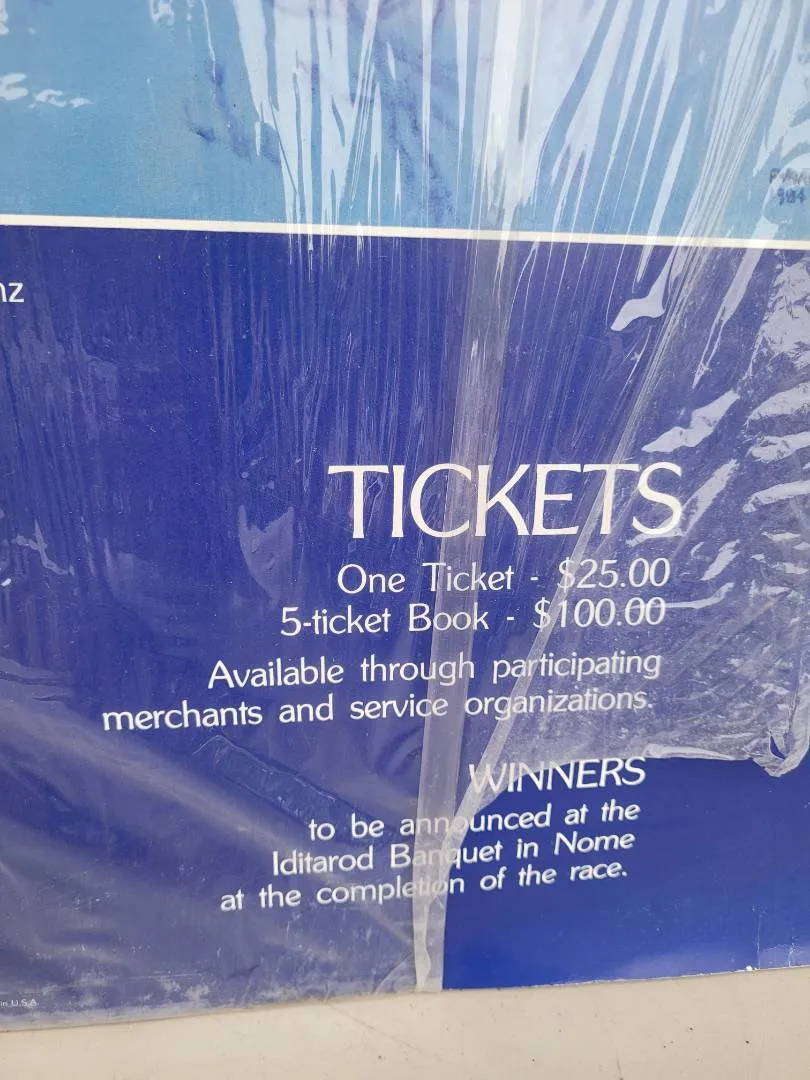 TICKETS
One Ticket - $25.00
5-ticket Book - $100.00
Available through participating
merchants and service organizations.
WINNERS
to be announced at the
Iditarod Banquet in Nome
at the completion of the race.
in U.S.A.